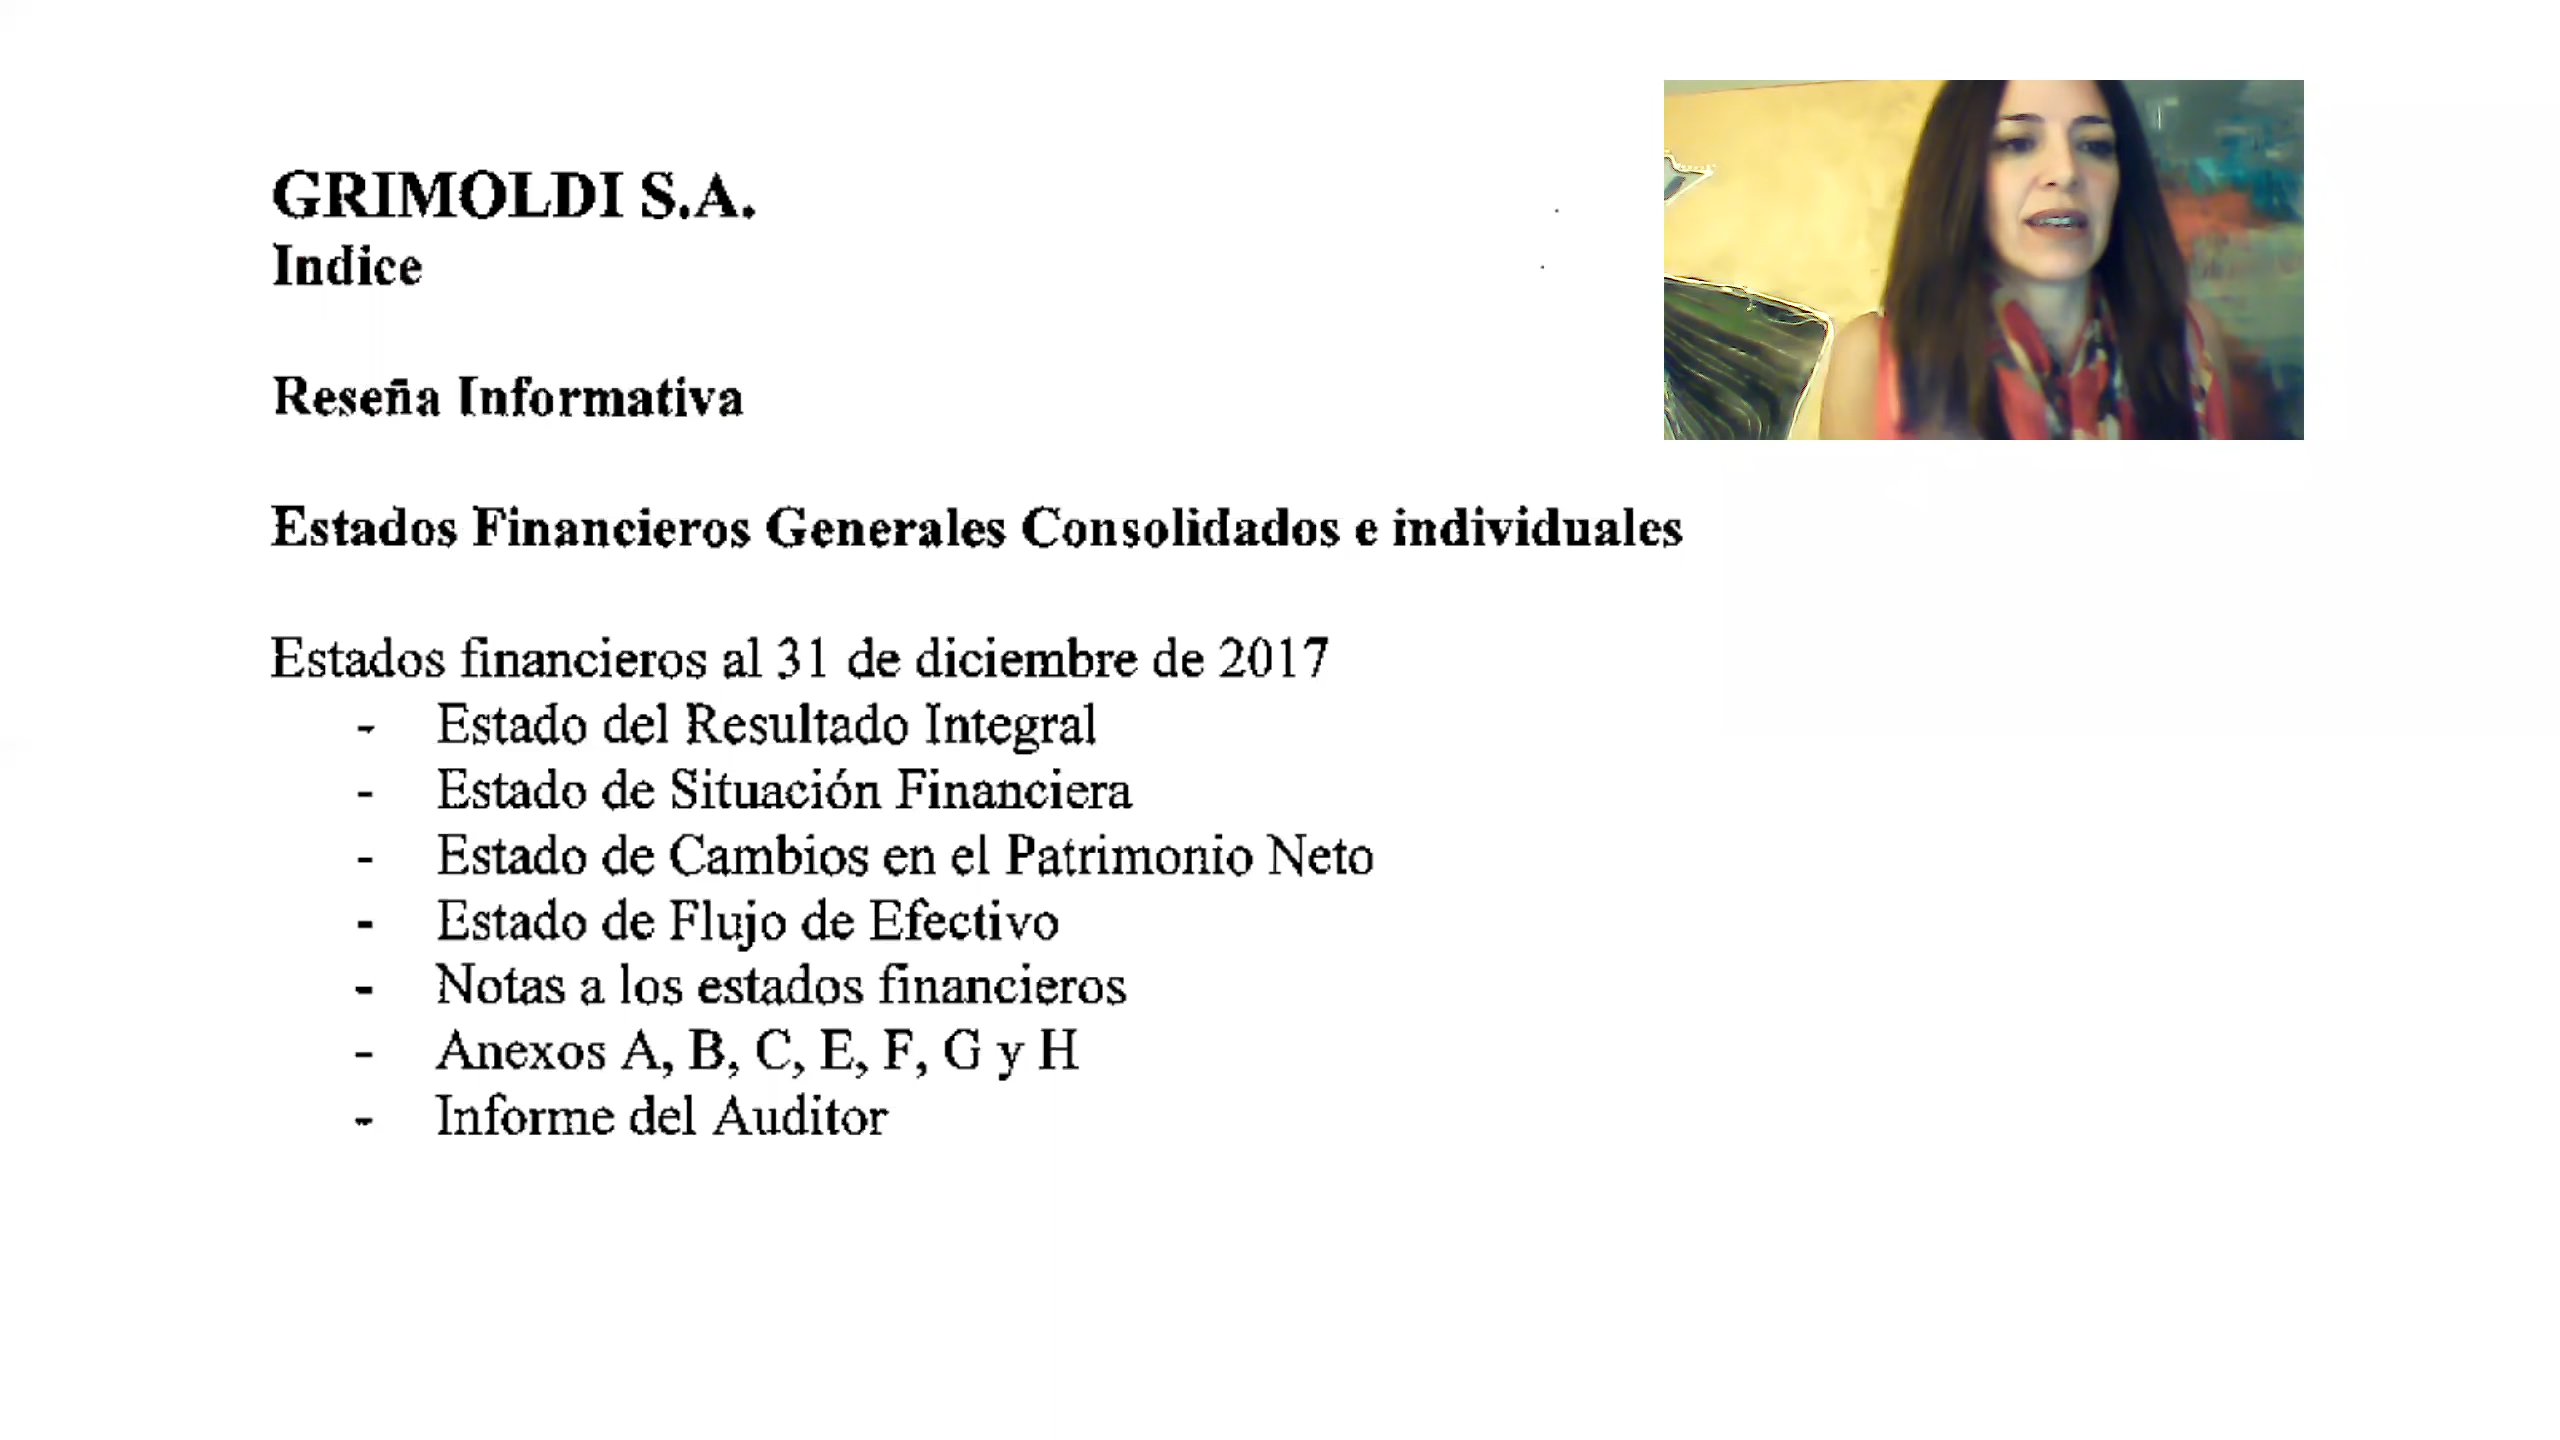 GRIMOLDI S.A.
Indice
Reseña Informativa
Estados Financieros Generales Consolidados e individuales
Estados financieros al 31 de diciembre de 2017
- Estado del Resultado Integral
- Estado de Situación Financiera
- Estado de Cambios en el Patrimonio Neto
- Estado de Flujo de Efectivo
- Notas a los estados financieros
- Anexos A, B, C, E, F, G y H
- Informe del Auditor